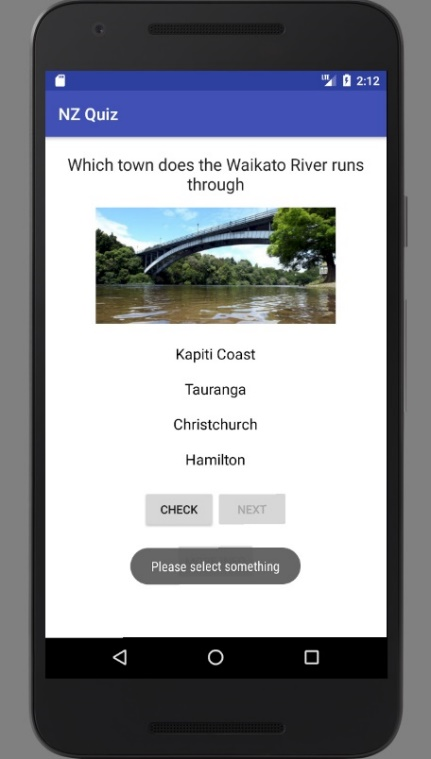 LTE 2:12
NZ Quiz
Which town does the Waikato River runs
through
Kapiti Coast
Tauranga
Christchurch
Hamilton
CHECK NEXT
Please select something